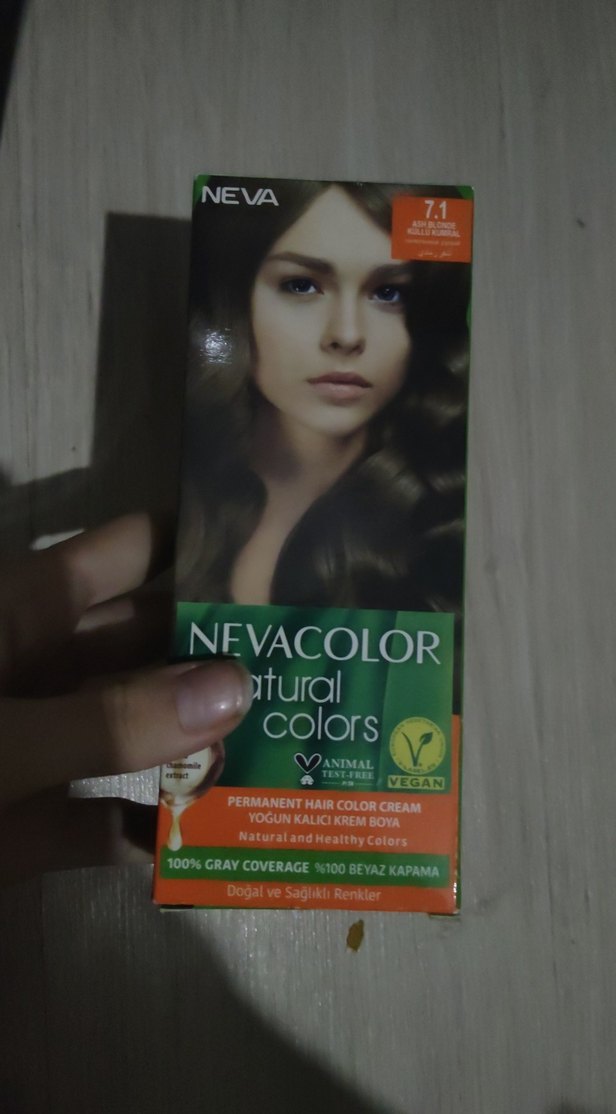 NEVA
7.1
ASH BLONDE
KÜLLÜ KUMRAL
أشقر رمادي
NEVACOLOR
atural
colors
chamomile
extract
ANIMAL
TEST-FREE
VEGAN
PERMANENT HAIR COLOR CREAM
YOĞUN KALICI KREM BOYA
Natural and Healthy Colors
100% GRAY COVERAGE %100 BEYAZ KAPAMA
Doğal ve Sağlıklı Renkler